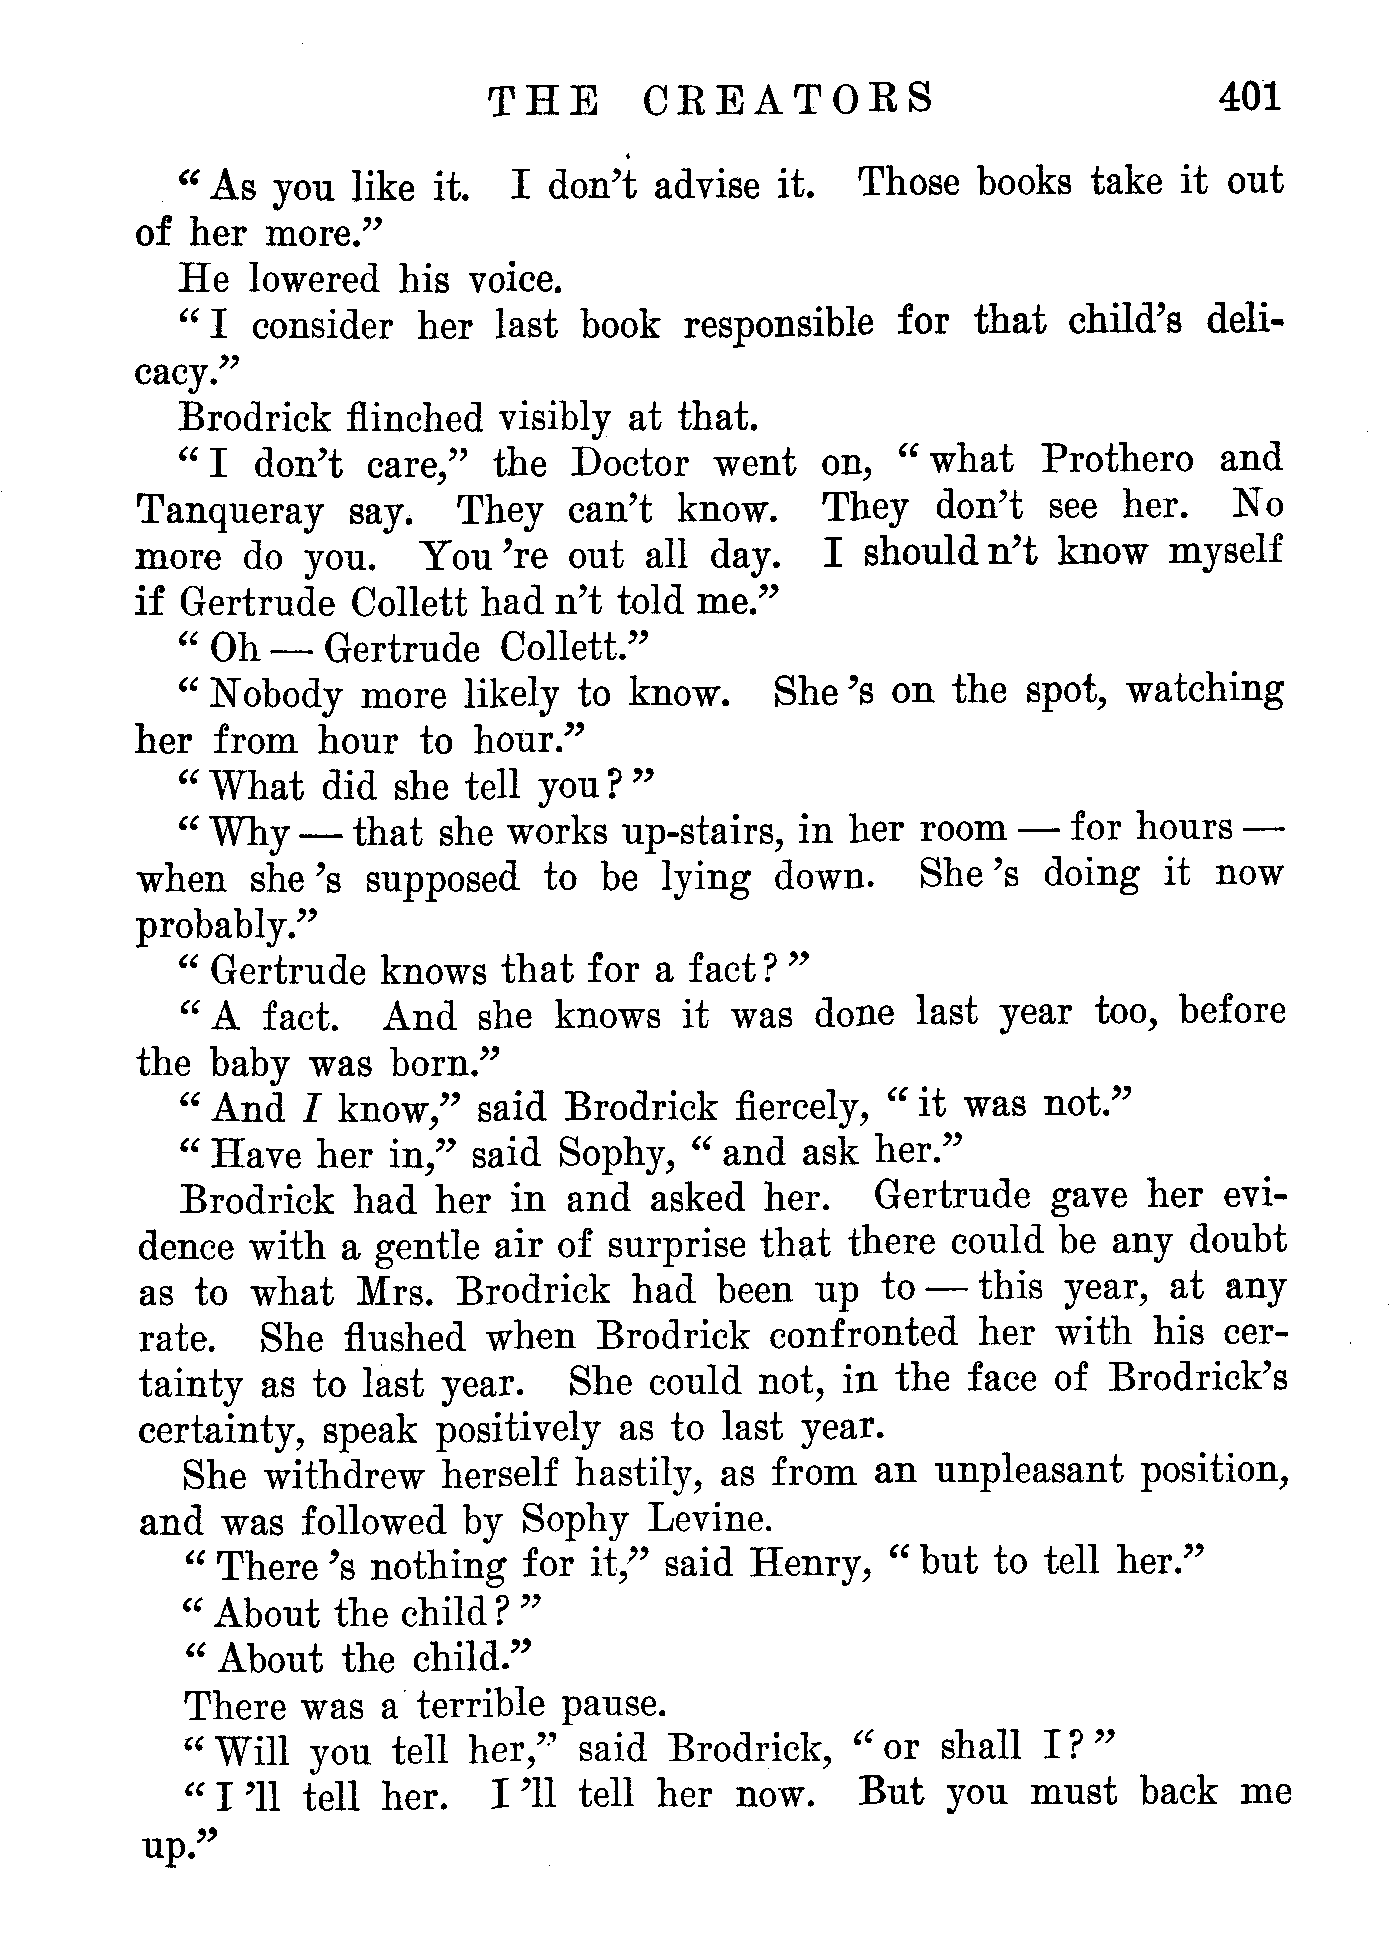 THE CREATORS 401
“ As you like it. I don’t advise it. Those books take it out
of her more.”
He lowered his voice.
“ I consider her last book responsible for that child’s deli-
cacy.”
Brodrick flinched visibly at that.
“ I don’t care,” the Doctor went on, “ what Prothero and
Tanqueray say. They can’t know. They don’t see her. No
more do you. You ’re out all day. I should n’t know myself
if Gertrude Collett had n’t told me.”
“ Oh — Gertrude Collett.”
“ Nobody more likely to know. She ’s on the spot, watching
her from hour to hour.”
“ What did she tell you? ”
“ Why — that she works up-stairs, in her room — for hours —
when she ’s supposed to be lying down. She ’s doing it now
probably.”
“ Gertrude knows that for a fact? ”
“ A fact. And she knows it was done last year too, before
the baby was born.”
“ And I know,” said Brodrick fiercely, “ it was not.”
“ Have her in,” said Sophy, “ and ask her.”
Brodrick had her in and asked her. Gertrude gave her evi-
dence with a gentle air of surprise that there could be any doubt
as to what Mrs. Brodrick had been up to — this year, at any
rate. She flushed when Brodrick confronted her with his cer-
tainty as to last year. She could not, in the face of Brodrick’s
certainty, speak positively as to last year.
She withdrew herself hastily, as from an unpleasant position,
and was followed by Sophy Levine.
“ There ’s nothing for it,” said Henry, “ but to tell her.”
“ About the child? ”
“ About the child.”
There was a terrible pause.
“ Will you tell her,” said Brodrick, “ or shall I? ”
“ I ’ll tell her. I ’ll tell her now. But you must back me
up.”